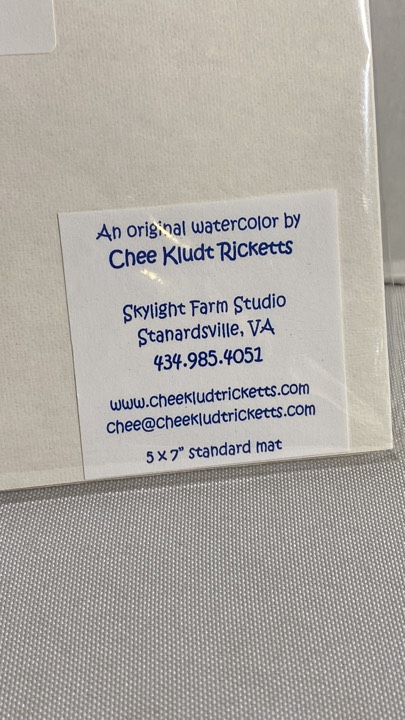 An original watercolor by
Chee Kludt Ricketts
Skylight Farm Studio
Stanardsville, VA
434.985.4051
www.cheekludtricketts.com
chee@cheekludtricketts.com
5 x 7" standard mat